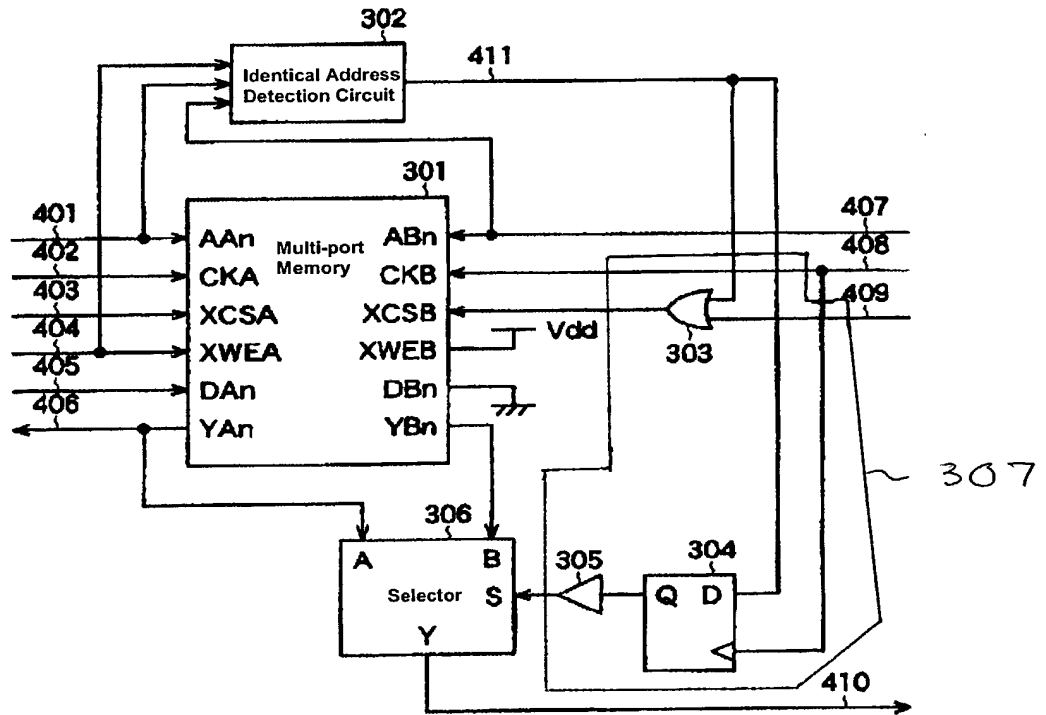 302
Identical Address
Detection Circuit
411
301
Multi-port
Memory
401
AAn
ABn
407
402
CKA
CKB
408
403
XCSA
XCSB
303
409
404
XWEA
XWEB
Vdd
405
DAn
DBn
406
YAn
YBn
307
306
A
B
Selector
S
Y
305
304
Q
D
410